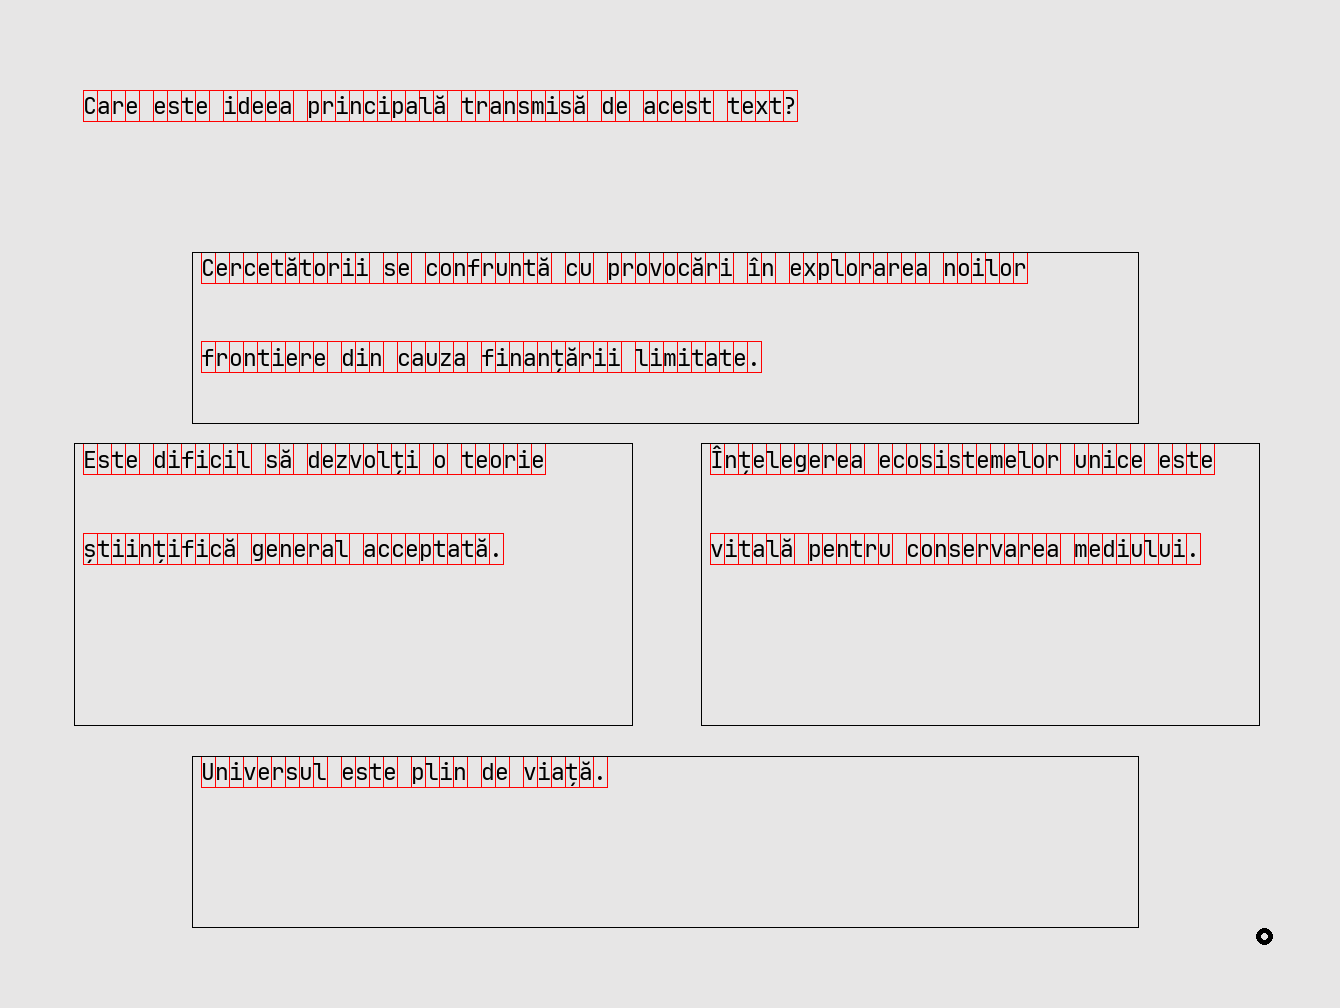 Care este ideea principală transmisă de acest text?
Cercetătorii se confruntă cu provocări în explorarea noilor
frontiere din cauza finanțării limitate.
Este dificil să dezvolți o teorie
științifică general acceptată.
Înțelegerea ecosistemelor unice este
vitală pentru conservarea mediului.
Universul este plin de viață.